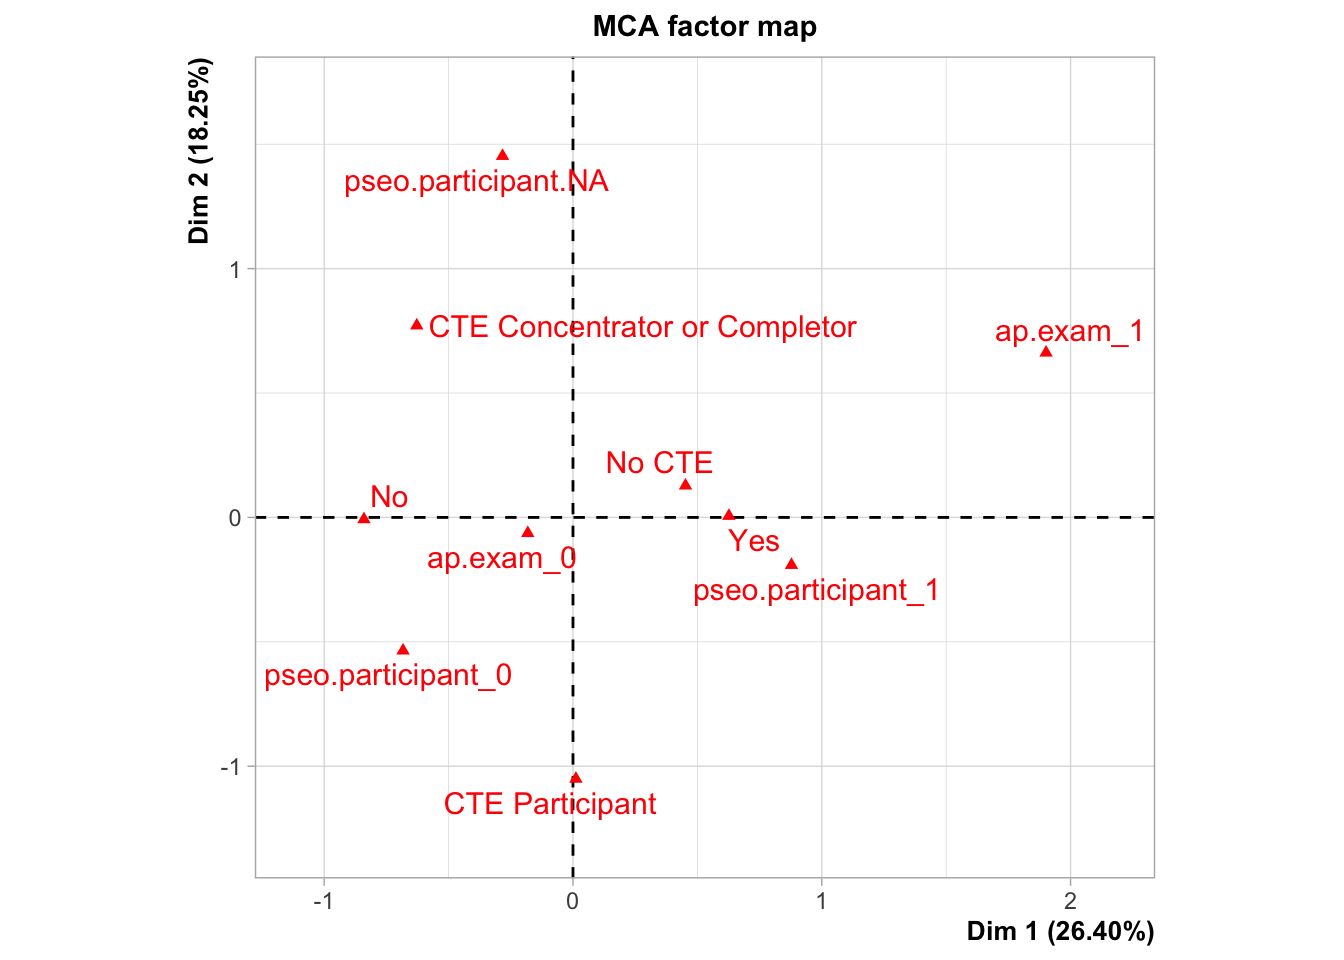 MCA factor map
Dim 2 (18.25%)
pseo.participant.NA
1
CTE Concentrator or Completor
ap.exam_1
No CTE
No
0
Yes
ap.exam_0
pseo.participant_1
pseo.participant_0
-1
CTE Participant
-1 0 1 2
Dim 1 (26.40%)